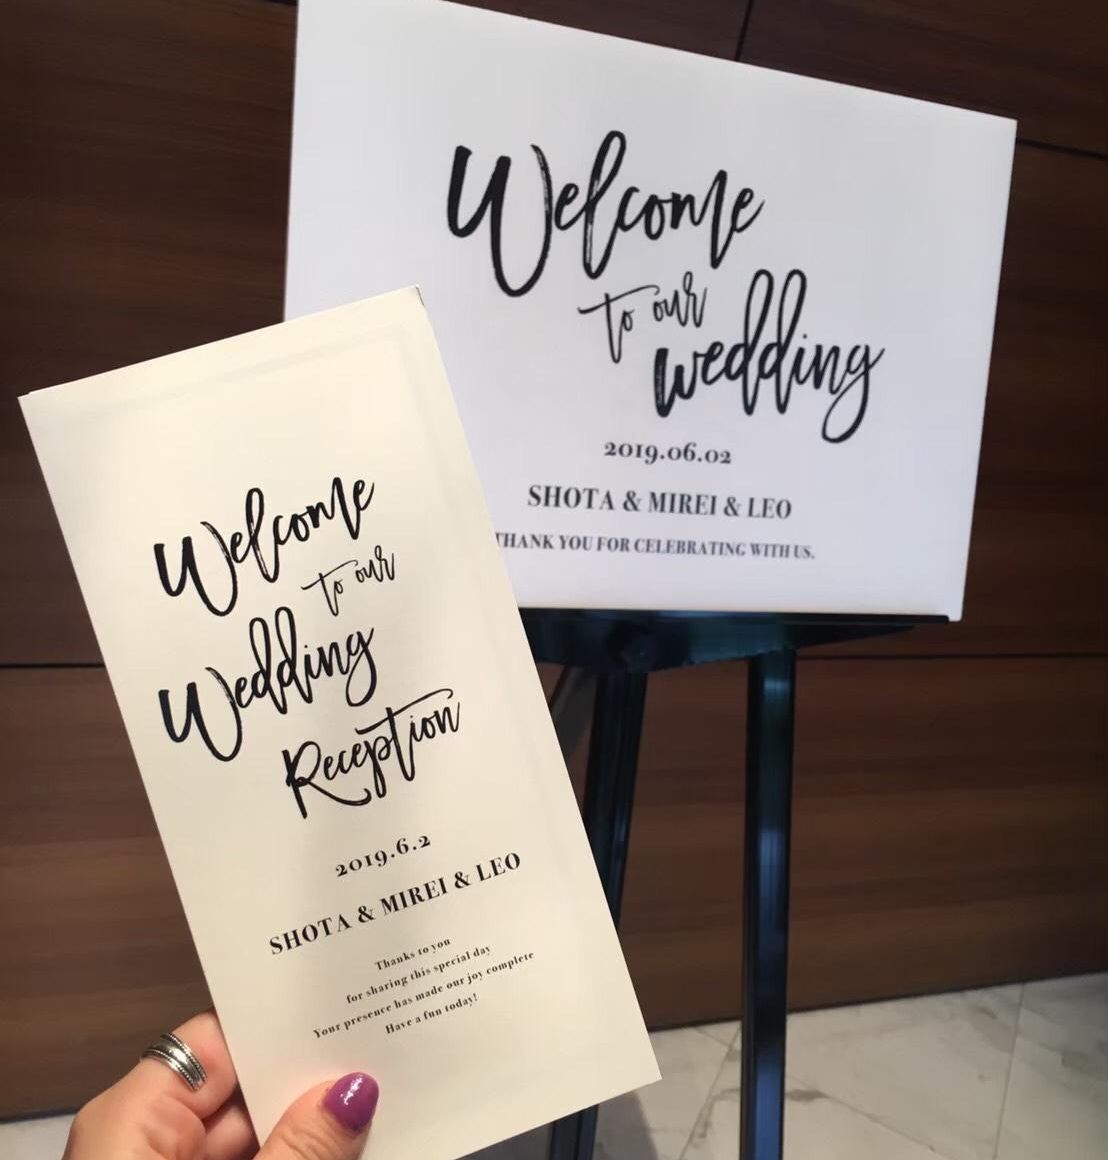 Welcome
to our
wedding
2019.06.02
SHOTA & MIREI & LEO
THANK YOU FOR CELEBRATING WITH US.
Welcome
to our
Wedding
Reception
2019.6.2
SHOTA & MIREI & LEO
Thanks to you
for sharing this special day
Your presence has made our joy complete
Have a fun today!